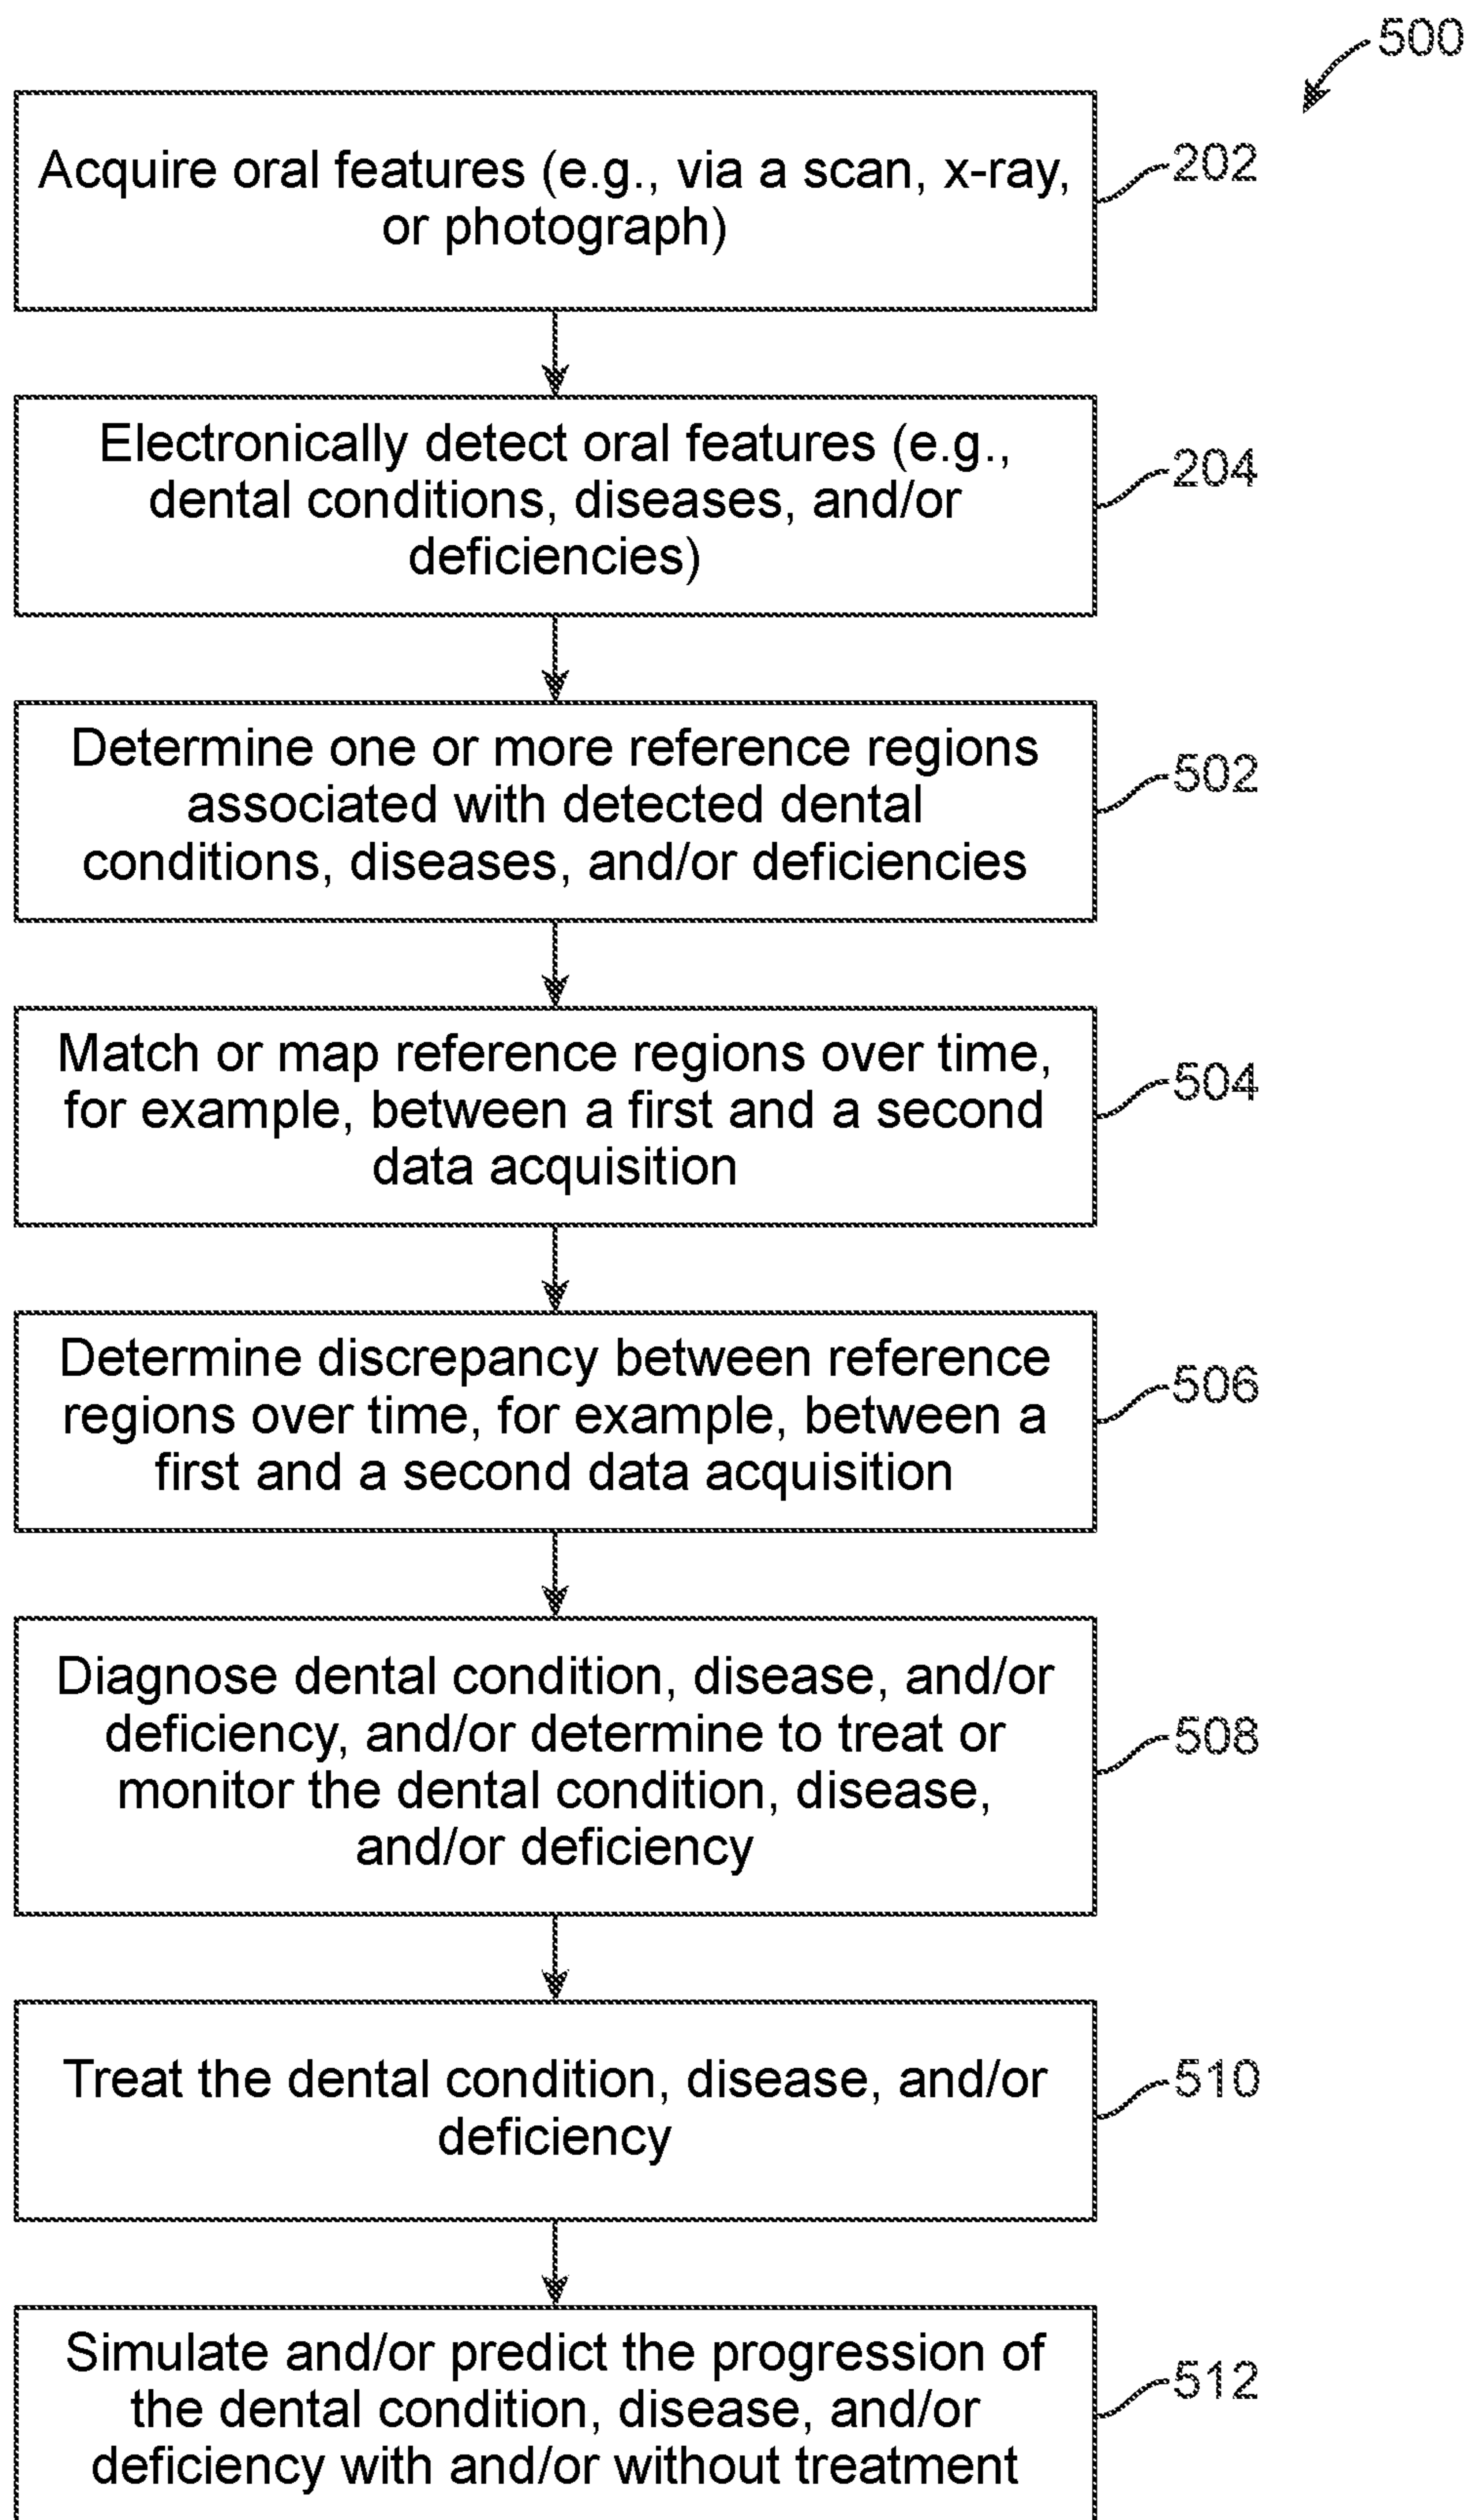 500
Acquire oral features (e.g., via a scan, x-ray,
or photograph)
202
Electronically detect oral features (e.g.,
dental conditions, diseases, and/or
deficiencies)
204
Determine one or more reference regions
associated with detected dental
conditions, diseases, and/or deficiencies
502
Match or map reference regions over time,
for example, between a first and a second
data acquisition
504
Determine discrepancy between reference
regions over time, for example, between a
first and a second data acquisition
506
Diagnose dental condition, disease, and/or
deficiency, and/or determine to treat or
monitor the dental condition, disease,
and/or deficiency
508
Treat the dental condition, disease, and/or
deficiency
510
Simulate and/or predict the progression of
the dental condition, disease, and/or
deficiency with and/or without treatment
512